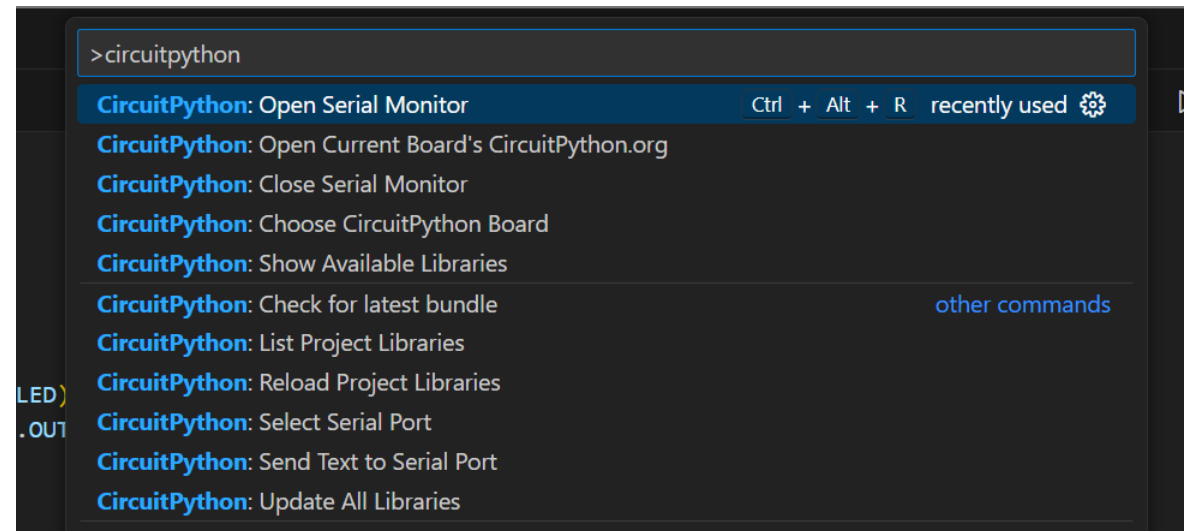 >circuitpython
CircuitPython: Open Serial Monitor Ctrl + Alt + R recently used
CircuitPython: Open Current Board's CircuitPython.org
CircuitPython: Close Serial Monitor
CircuitPython: Choose CircuitPython Board
CircuitPython: Show Available Libraries
CircuitPython: Check for latest bundle other commands
CircuitPython: List Project Libraries
CircuitPython: Reload Project Libraries
LED)
CircuitPython: Select Serial Port
.OUT
CircuitPython: Send Text to Serial Port
CircuitPython: Update All Libraries